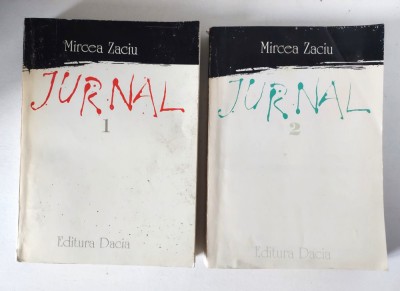 Mircea Zaciu
JURNAL
1
Editura Dacia
Mircea Zaciu
JURNAL
2
Editura Dacia